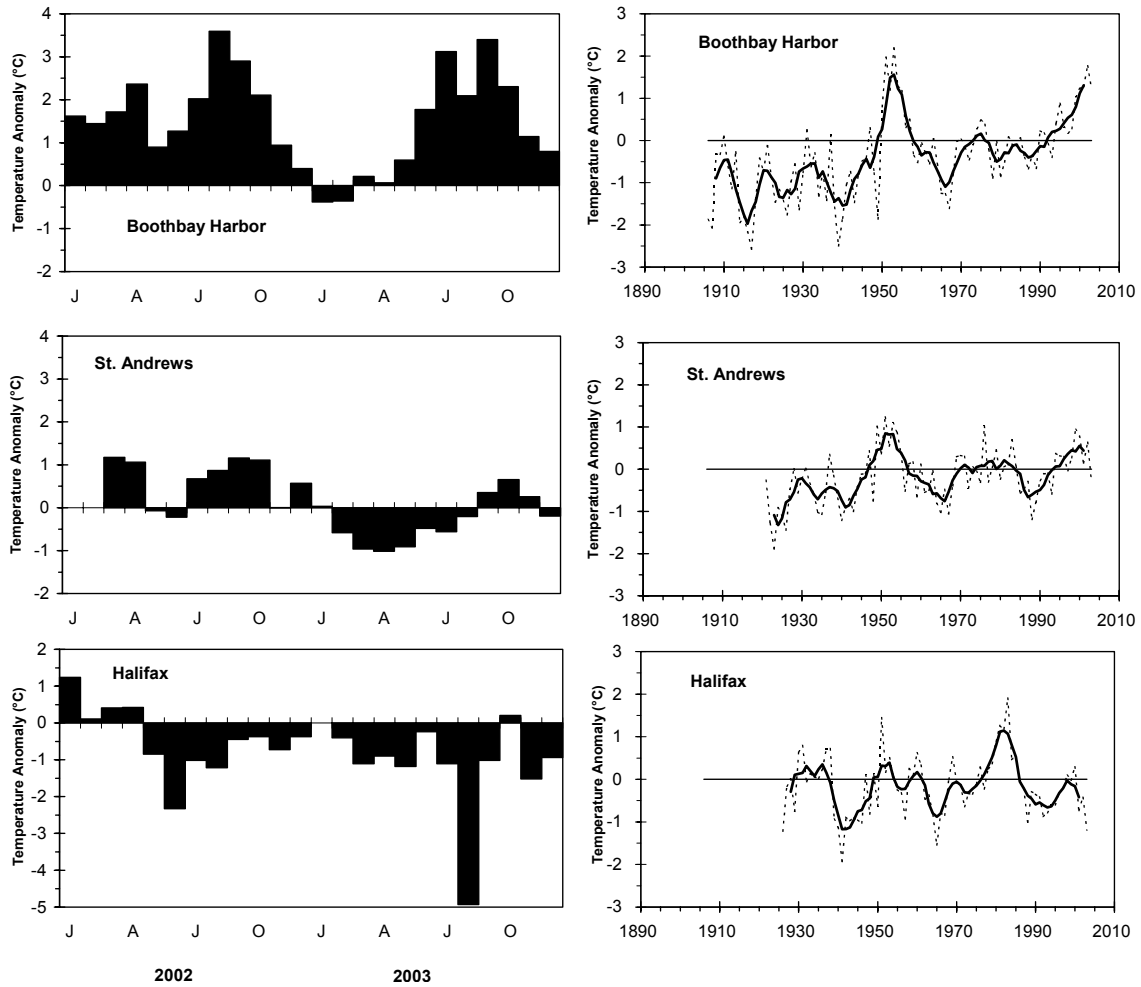 Temperature Anomaly (°C)
4
3
2
1
0
-1
-2
Boothbay Harbor
J A J O J A J O
Temperature Anomaly (°C)
3
2
1
0
-1
-2
-3
Boothbay Harbor
1890 1910 1930 1950 1970 1990 2010
Temperature Anomaly (°C)
4
3
2
1
0
-1
-2
St. Andrews
J A J O J A J O
Temperature Anomaly (°C)
3
2
1
0
-1
-2
-3
St. Andrews
1890 1910 1930 1950 1970 1990 2010
Temperature Anomaly (°C)
2
1
0
-1
-2
-3
-4
-5
Halifax
J A J O J A J O
2002 2003
Temperature Anomaly (°C)
3
2
1
0
-1
-2
-3
Halifax
1890 1910 1930 1950 1970 1990 2010